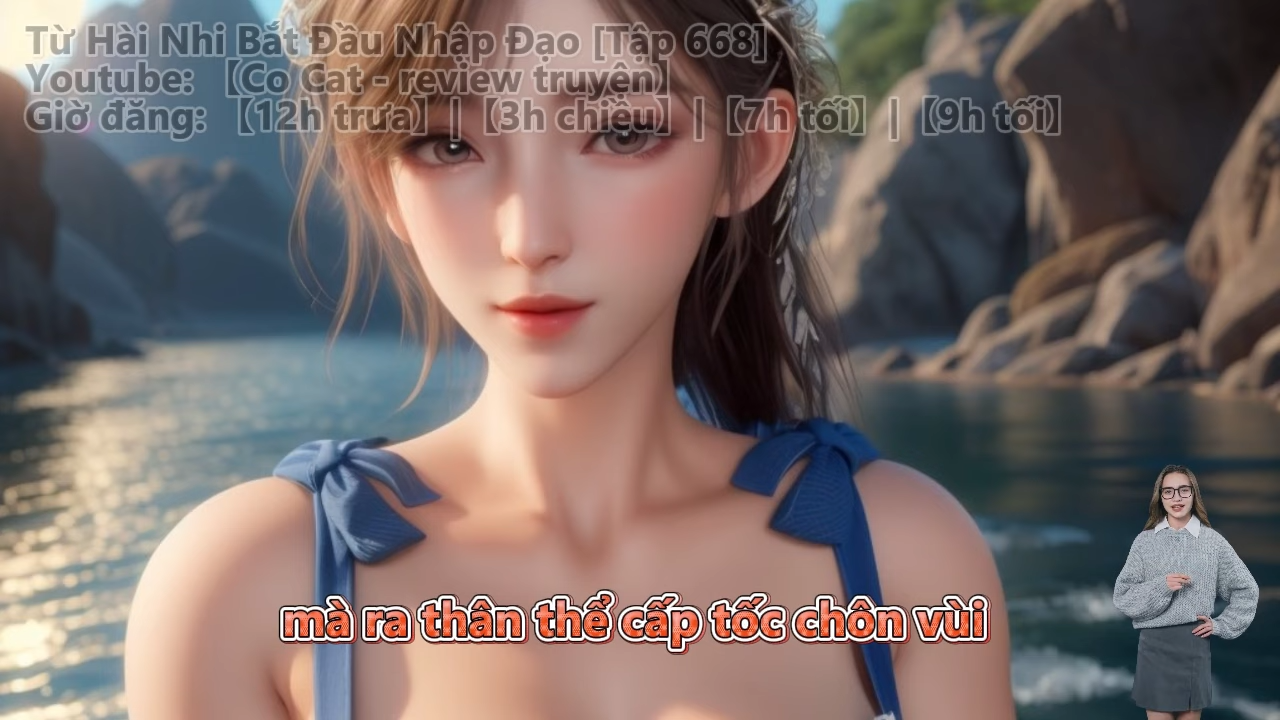 Từ Hài Nhi Bắt Đầu Nhập Đạo [Tập 668]
Youtube: 【Cơ Cat - review truyện】
Giờ đăng: 【12h trưa】 | 【3h chiều】 | 【7h tối】 | 【9h tối】
mà ra thân thể cấp tốc chôn vùi